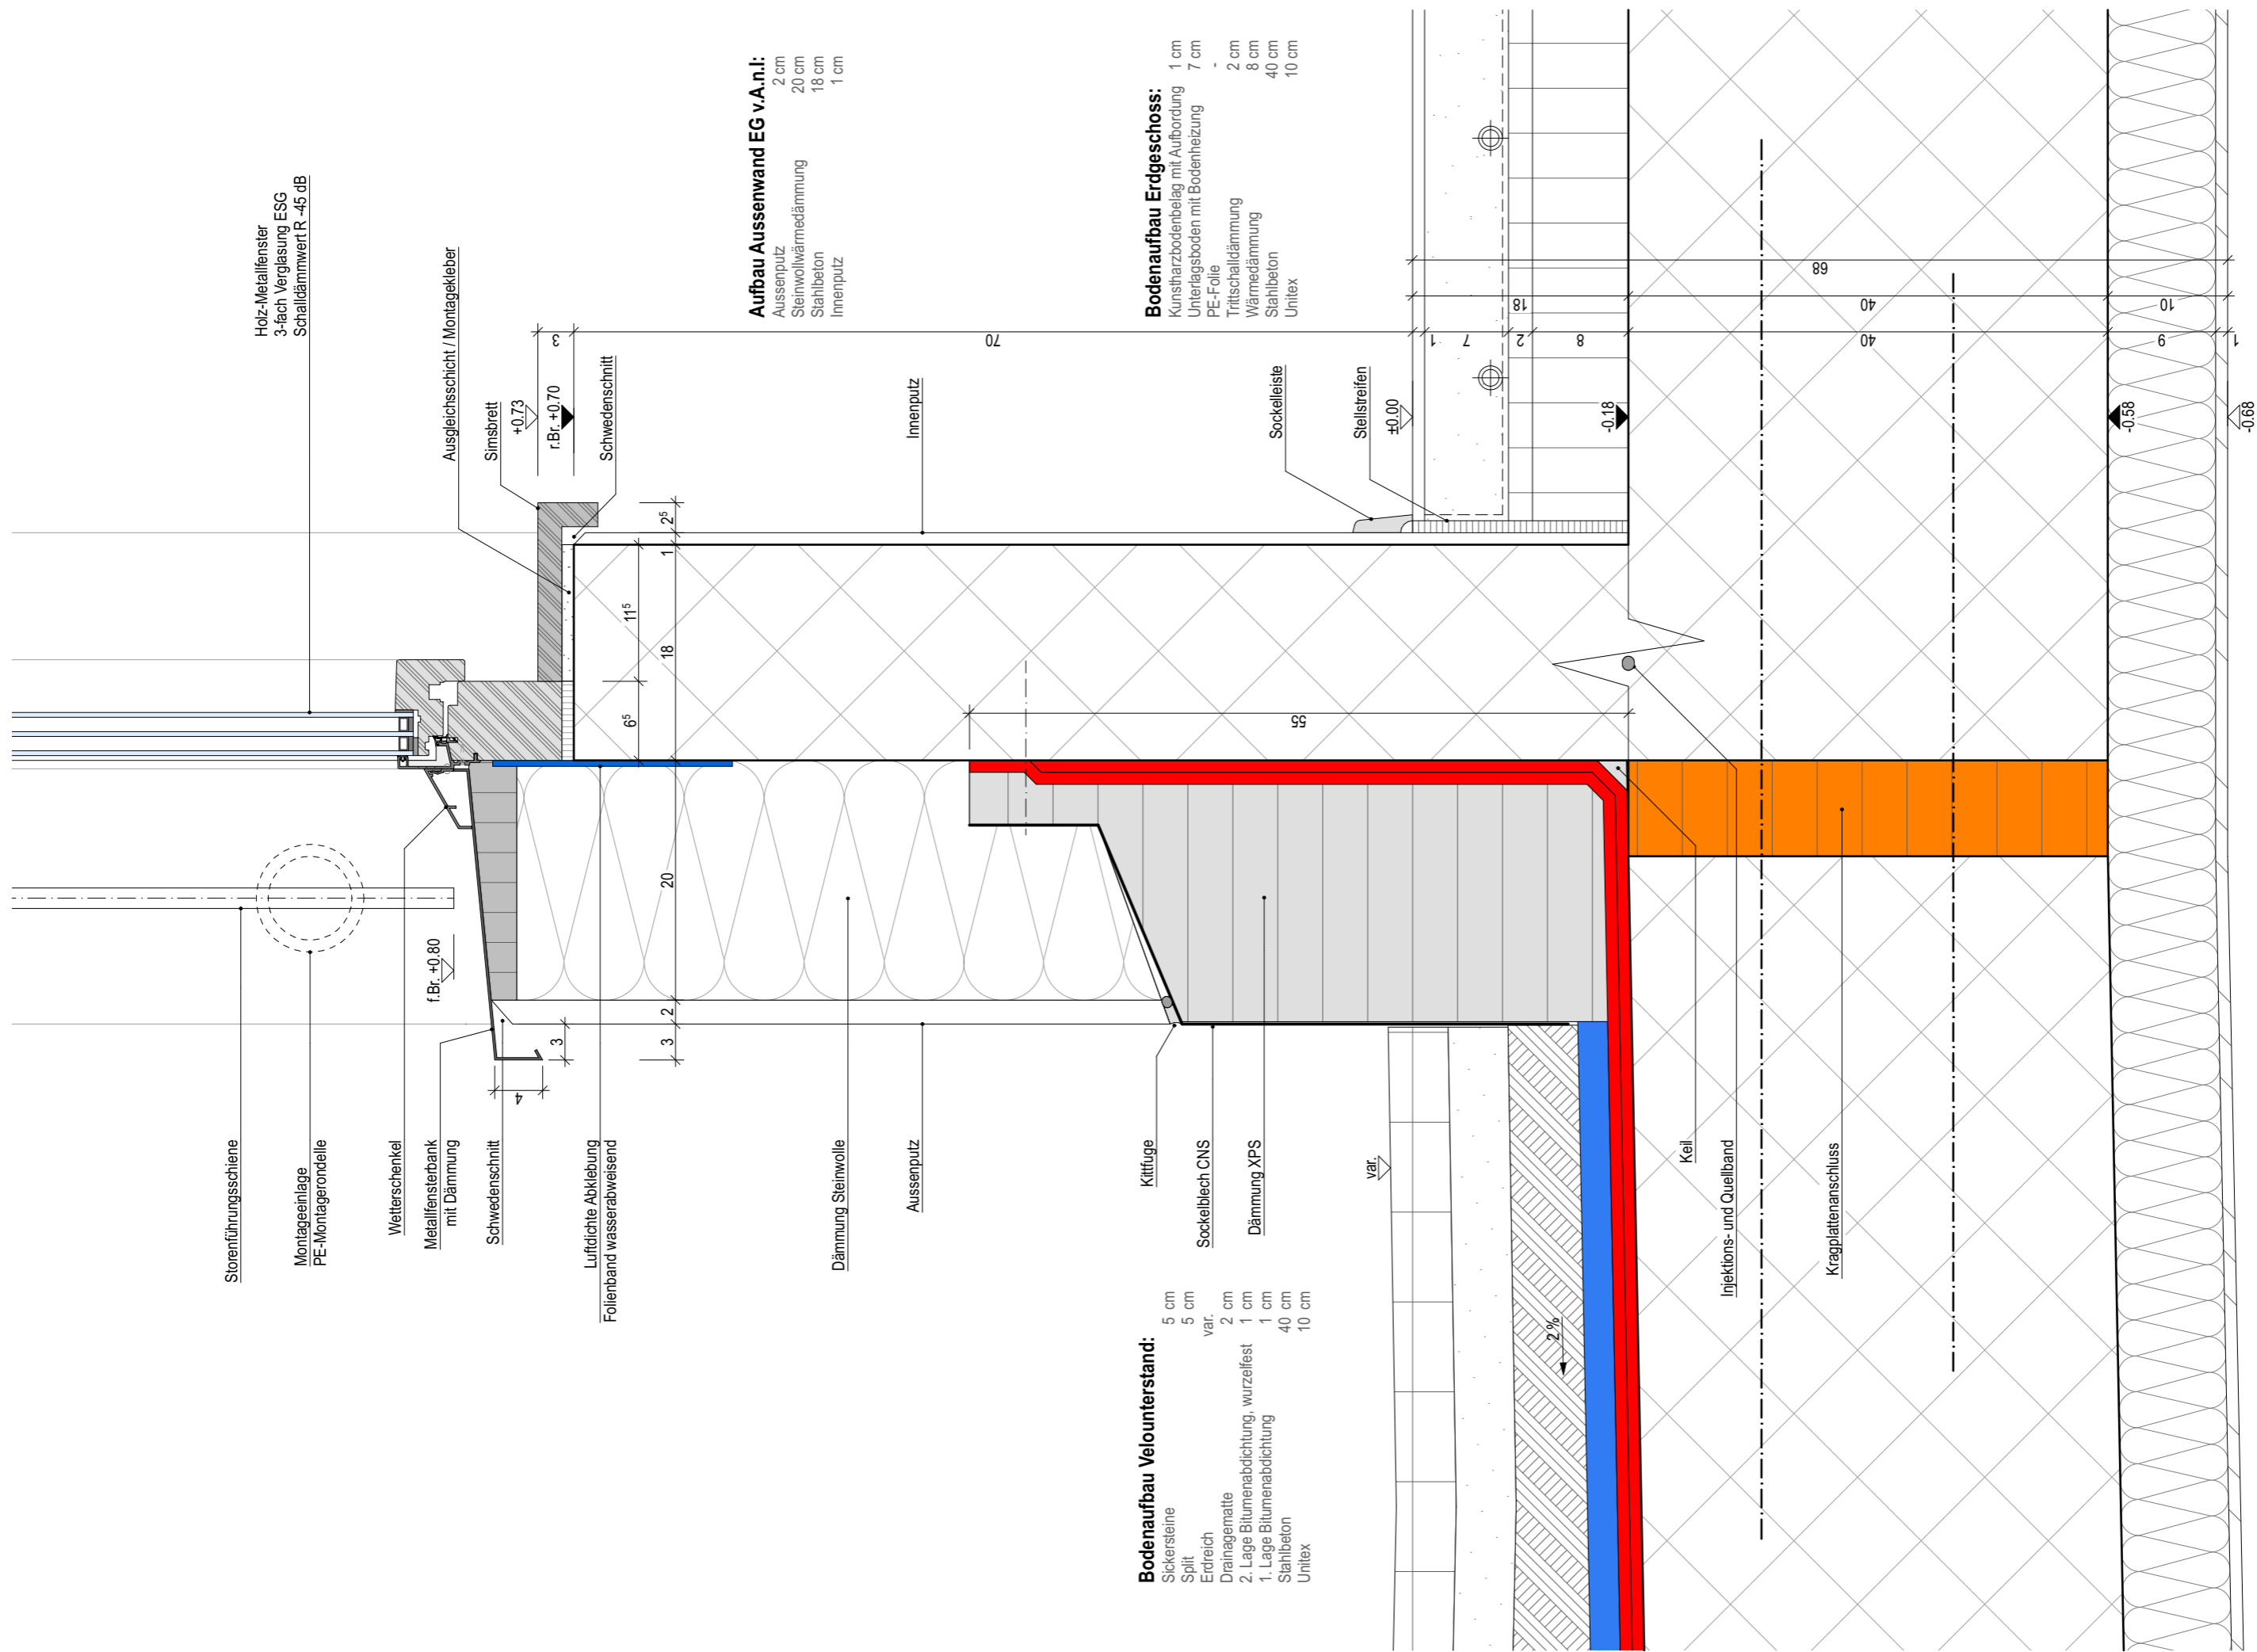 Holz-Metallfenster
3-fach Verglasung ESG
Schalldämmwert R -45 dB
Ausgleichsschicht / Montagekleber
Simsbrett
+0.73
r.Br. +0.70
Schwedenschnitt
Innenputz
Sockelleiste
Stellstreifen
±0.00
-0.18
-0.58
-0.68
Aufbau Aussenwand EG v.A.n.I:
Aussenputz 2 cm
Steinwollwärmedämmung 20 cm
Stahlbeton 18 cm
Innenputz 1 cm
Bodenaufbau Erdgeschoss:
Kunstharzbodenbelag mit Aufbordung 1 cm
Unterlagsboden mit Bodenheizung 7 cm
PE-Folie -
Trittschalldämmung 2 cm
Wärmedämmung 8 cm
Stahlbeton 40 cm
Unitex 10 cm
3
70
1
7
2
8
40
9
1
18
40
10
68
2⁵
1
11⁵
18
6⁵
20
2
3
3
4
55
Storenführungsschiene
Montageeinlage
PE-Montagerondelle
Wetterschenkel
Metallfensterbank
mit Dämmung
Schwedenschnitt
f.Br. +0.80
Luftdichte Abklebung
Folienband wasserabweisend
Dämmung Steinwolle
Aussenputz
Kittfuge
Sockelblech CNS
Dämmung XPS
var.
2 %
Keil
Injektions- und Quellband
Kragplattenanschluss
Bodenaufbau Velounterstand:
Sickersteine 5 cm
Split 5 cm
Erdreich var.
Drainagematte 2 cm
2. Lage Bitumenabdichtung, wurzelfest 1 cm
1. Lage Bitumenabdichtung 1 cm
Stahlbeton 40 cm
Unitex 10 cm